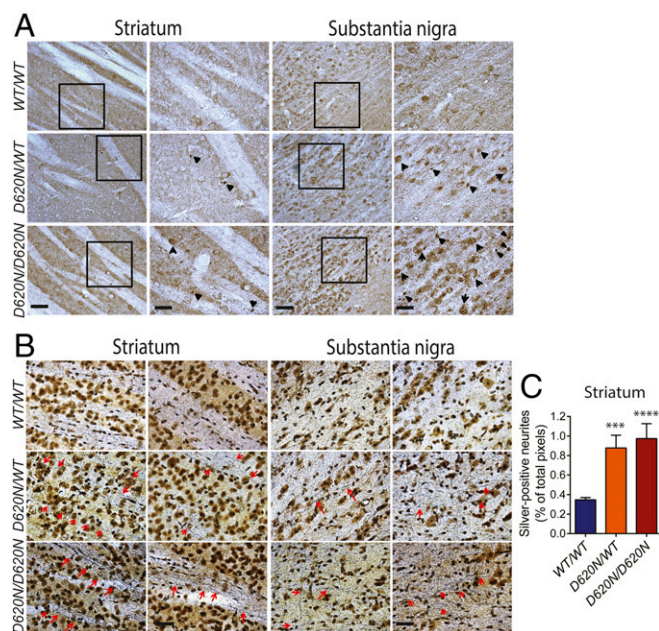 A
Striatum
Substantia nigra
WT/WT
D620N/WT
D620N/D620N
B
Striatum
Substantia nigra
WT/WT
D620N/WT
D620N/D620N
C
Striatum
Silver-positive neurites
(% of total pixels)
1.2
1.0
0.8
0.6
0.4
0.2
0
***
****
WT/WT
D620N/WT
D620N/D620N